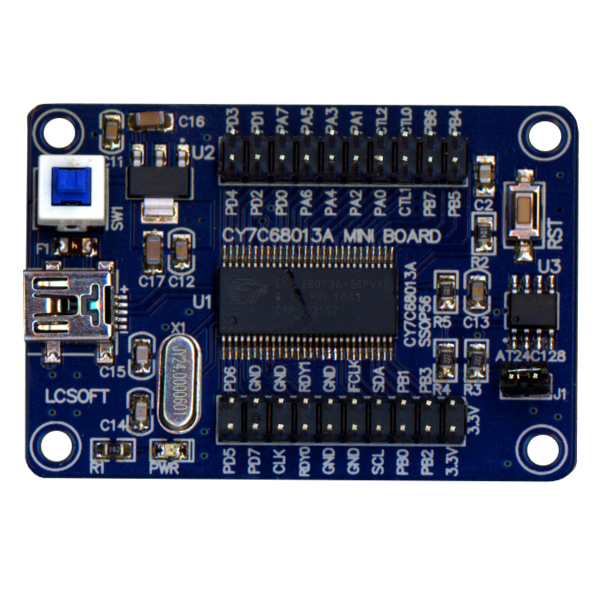 C16
C11
U2
PD3 PD1 PA7 PA5 PA3 PA1 CTL2 CTL0 PB6 PB4
PD4 PD2 PD0 PA6 PA4 PA2 PA0 CTL1 PB7 PB5
SW1
C2
RST
CY7C68013A MINI BOARD
F1
h
C17 C12
R3
U3
U1
CY7C68013A
SSOP56
R5 C13
X1
JY24.0000601
C15
AT24C128
J1
LCSOFT
PD6 GND GND RDY1 GND IFCLK SDA PB1 PB3 3.3V
PD5 PD7 CLK RDY0 GND GND SCL PB0 PB2 3.3V
C14
R1
PWR